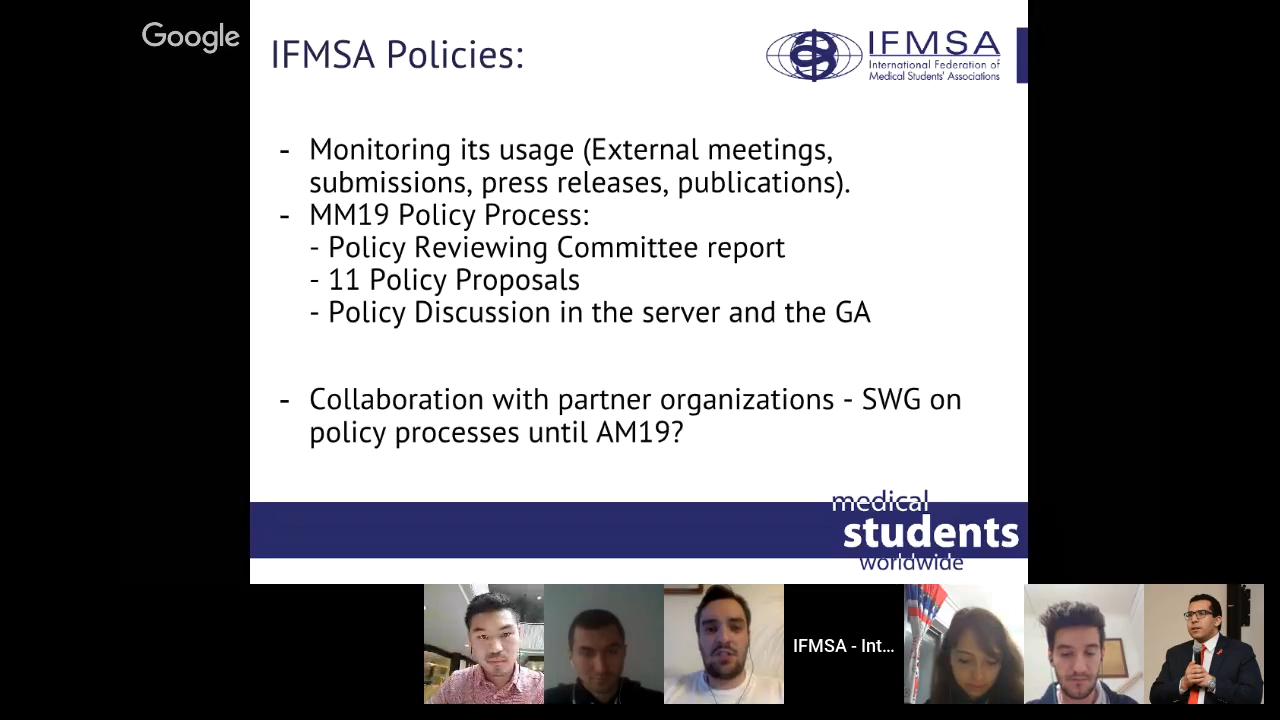 Google
IFMSA Policies:
IFMSA
International Federation of
Medical Students' Associations
- Monitoring its usage (External meetings,
submissions, press releases, publications).
- MM19 Policy Process:
- Policy Reviewing Committee report
- 11 Policy Proposals
- Policy Discussion in the server and the GA
- Collaboration with partner organizations - SWG on
policy processes until AM19?
medical
students
worldwide
IFMSA - Int...